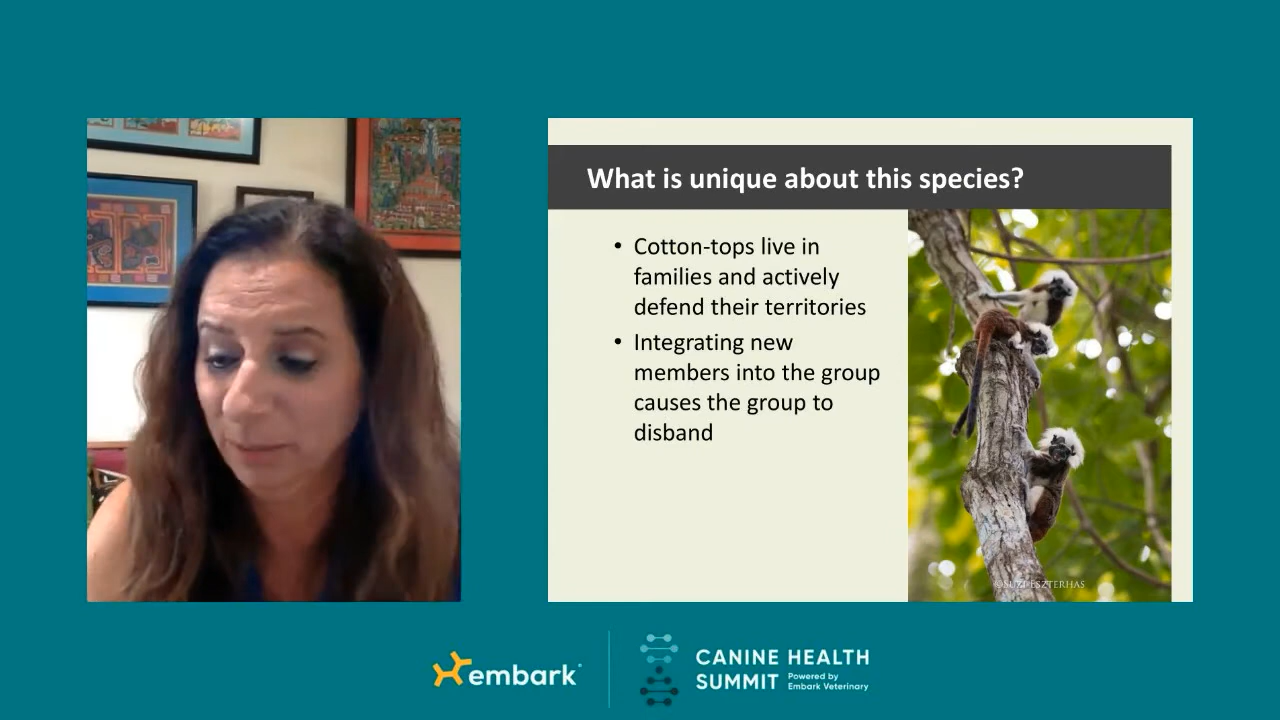 What is unique about this species?
• Cotton-tops live in
families and actively
defend their territories
• Integrating new
members into the group
causes the group to
disband
©SUZI ESZTERHAS
embark
CANINE HEALTH
SUMMIT Powered by
Embark Veterinary